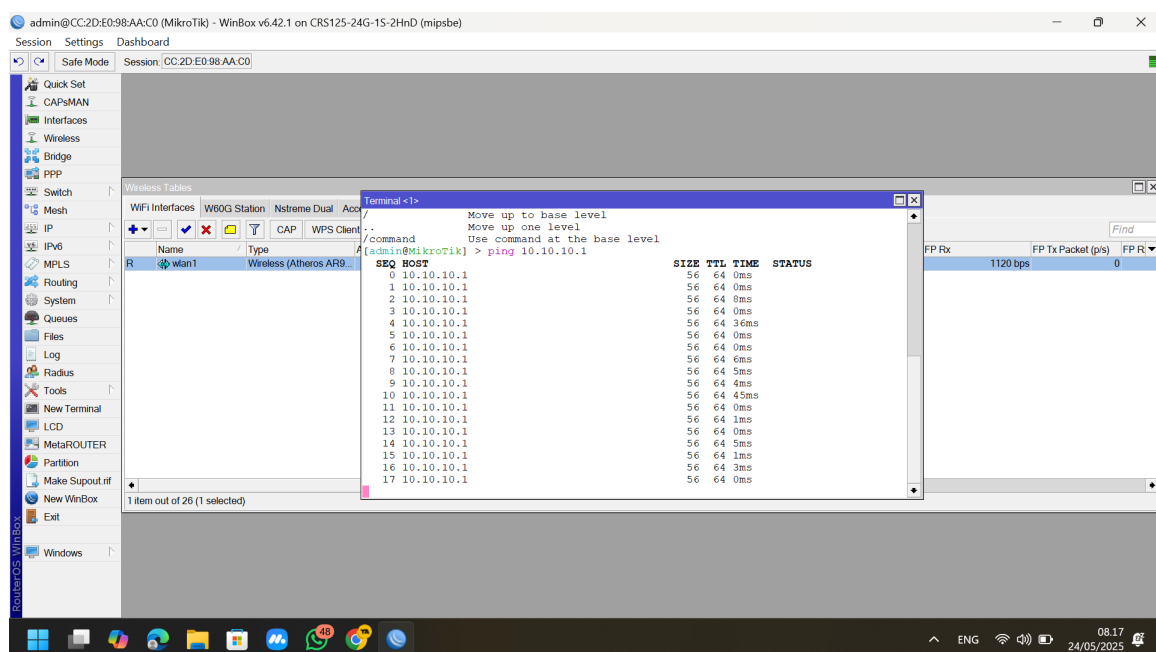 admin@CC:2D:E0:98:AA:C0 (MikroTik) - WinBox v6.42.1 on CRS125-24G-1S-2HnD (mipsbe)
Session Settings Dashboard
Safe Mode Session: CC:2D:E0:98:AA:C0
Quick Set
CAPsMAN
Interfaces
Wireless
Bridge
PPP
Switch
Mesh
IP
IPv6
MPLS
Routing
System
Queues
Files
Log
Radius
Tools
New Terminal
LCD
MetaROUTER
Partition
Make Supout.rif
New WinBox
Exit
Windows
RouterOS WinBox
Wireless Tables
WiFi Interfaces W60G Station Nstreme Dual Acc
CAP WPS Client Find
Name Type A FP Rx FP Tx Packet (p/s) FP R
R wlan1 Wireless (Atheros AR9... 1120 bps 0
1 item out of 26 (1 selected)
Terminal <1>
/ Move up to base level
.. Move up one level
/command Use command at the base level
[admin@MikroTik] > ping 10.10.10.1
SEQ HOST SIZE TTL TIME STATUS
0 10.10.10.1 56 64 0ms
1 10.10.10.1 56 64 0ms
2 10.10.10.1 56 64 8ms
3 10.10.10.1 56 64 0ms
4 10.10.10.1 56 64 36ms
5 10.10.10.1 56 64 0ms
6 10.10.10.1 56 64 0ms
7 10.10.10.1 56 64 6ms
8 10.10.10.1 56 64 5ms
9 10.10.10.1 56 64 4ms
10 10.10.10.1 56 64 45ms
11 10.10.10.1 56 64 0ms
12 10.10.10.1 56 64 1ms
13 10.10.10.1 56 64 0ms
14 10.10.10.1 56 64 5ms
15 10.10.10.1 56 64 1ms
16 10.10.10.1 56 64 3ms
17 10.10.10.1 56 64 0ms
48
ENG
08.17
24/05/2025